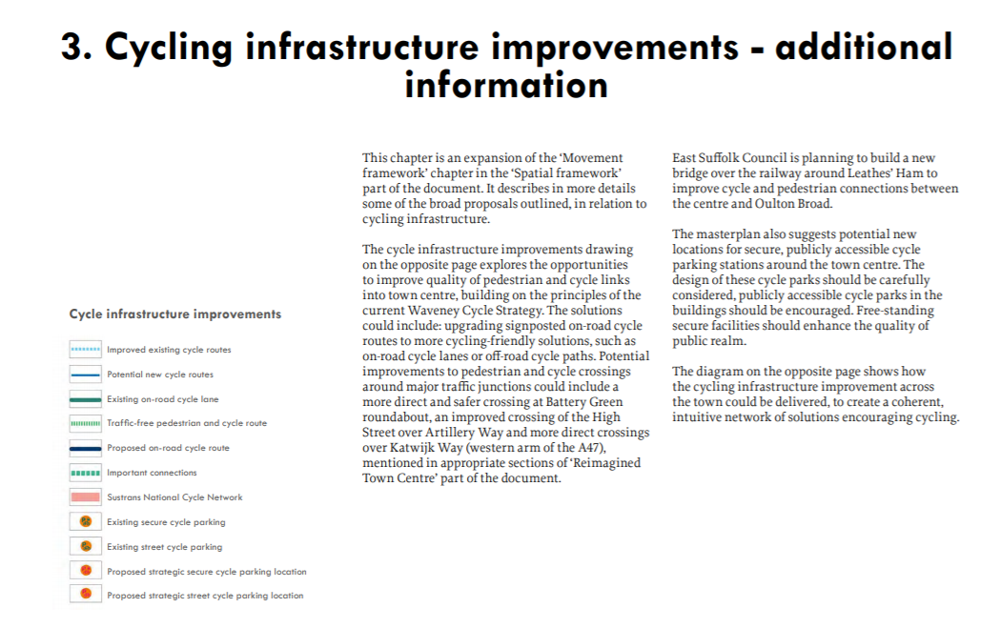 3. Cycling infrastructure improvements - additional
information
This chapter is an expansion of the ‘Movement
framework’ chapter in the ‘Spatial framework’
part of the document. It describes in more details
some of the broad proposals outlined, in relation to
cycling infrastructure.
The cycle infrastructure improvements drawing
on the opposite page explores the opportunities
to improve quality of pedestrian and cycle links
into town centre, building on the principles of the
current Waveney Cycle Strategy. The solutions
could include: upgrading signposted on-road cycle
routes to more cycling-friendly solutions, such as
on-road cycle lanes or off-road cycle paths. Potential
improvements to pedestrian and cycle crossings
around major traffic junctions could include a
more direct and safer crossing at Battery Green
roundabout, an improved crossing of the High
Street over Artillery Way and more direct crossings
over Katwijk Way (western arm of the A47),
mentioned in appropriate sections of ‘Reimagined
Town Centre’ part of the document.
East Suffolk Council is planning to build a new
bridge over the railway around Leathes’ Ham to
improve cycle and pedestrian connections between
the centre and Oulton Broad.
The masterplan also suggests potential new
locations for secure, publicly accessible cycle
parking stations around the town centre. The
design of these cycle parks should be carefully
considered, publicly accessible cycle parks in the
buildings should be encouraged. Free-standing
secure facilities should enhance the quality of
public realm.
The diagram on the opposite page shows how
the cycling infrastructure improvement across
the town could be delivered, to create a coherent,
intuitive network of solutions encouraging cycling.
Cycle infrastructure improvements
Improved existing cycle routes
Potential new cycle routes
Existing on-road cycle lane
Traffic-free pedestrian and cycle route
Proposed on-road cycle route
Important connections
Sustrans National Cycle Network
Existing secure cycle parking
Existing street cycle parking
Proposed strategic secure cycle parking location
Proposed strategic street cycle parking location